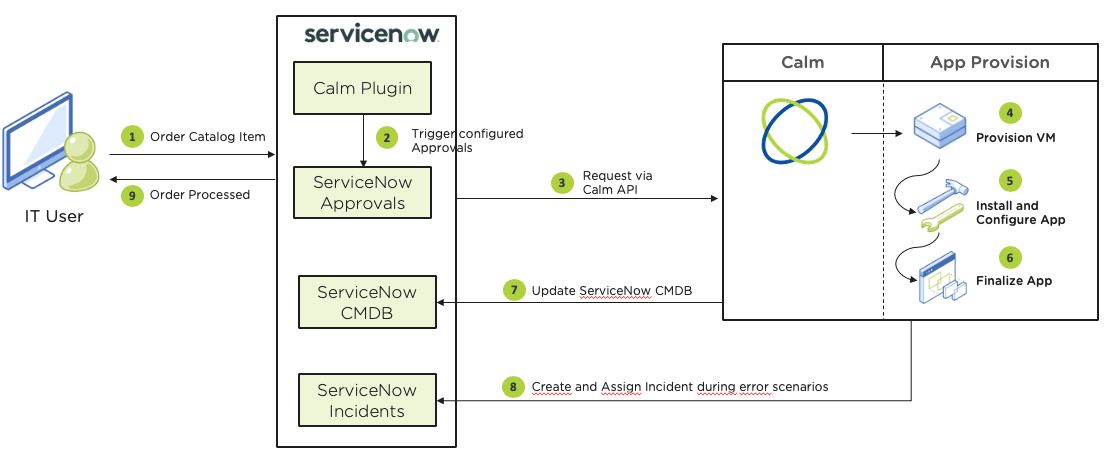 servicenow
Calm Plugin
1
Order Catalog Item
2
Trigger configured
Approvals
ServiceNow
Approvals
9
Order Processed
IT User
3
Request via
Calm API
Calm
App Provision
4
Provision VM
5
Install and
Configure App
6
Finalize App
ServiceNow
CMDB
7
Update ServiceNow CMDB
ServiceNow
Incidents
8
Create and Assign Incident during error scenarios